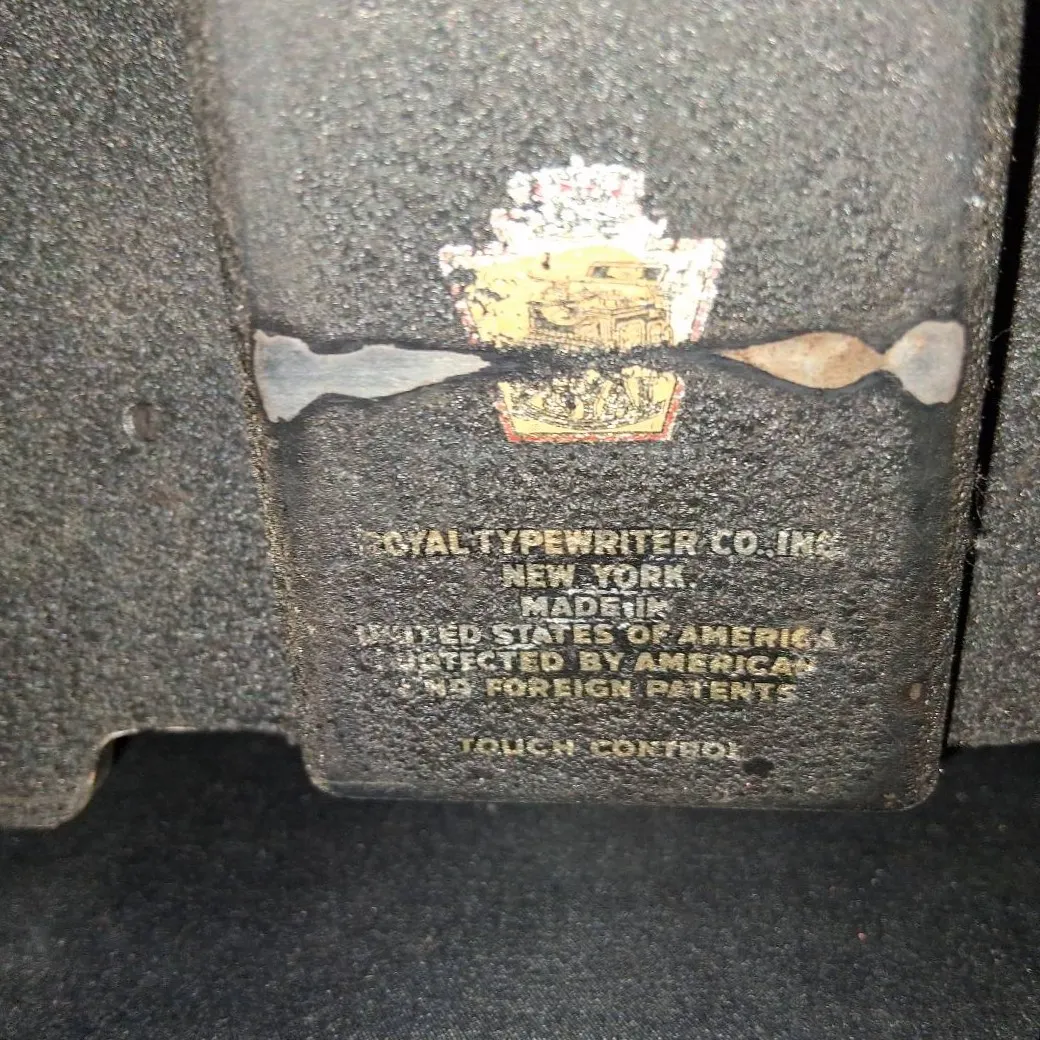 ROYAL TYPEWRITER CO., INC.
NEW YORK
MADE IN
UNITED STATES OF AMERICA
PROTECTED BY AMERICAN
AND FOREIGN PATENTS
TOUCH CONTROL